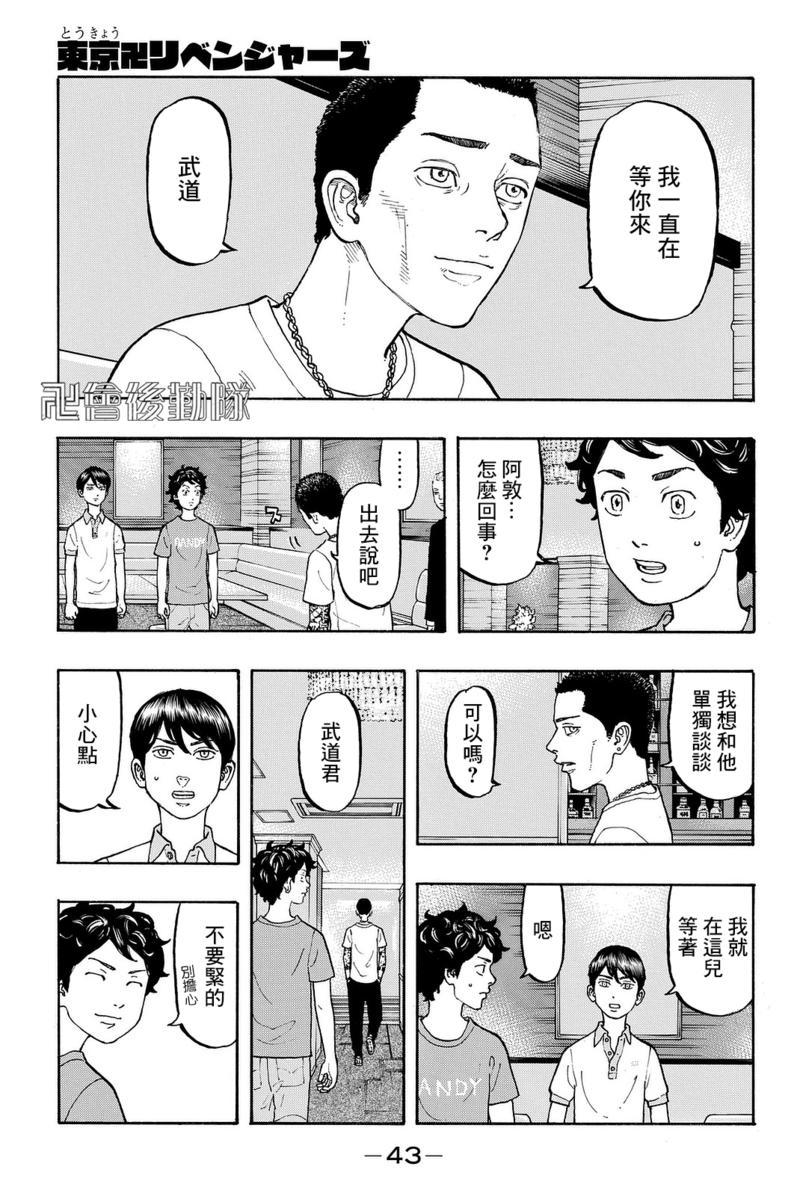 とうきょう
東京卍リベンジャーズ
我一直在
等你來
武道
卍會後勤隊
阿敦…
怎麼回事？
……
出去說吧
ス
RANDY
我想和他
單獨談談
可以嗎？
武道君
小心點
我就
在這兒
等著
嗯
RANDY
不要緊的
別擔心
—43—